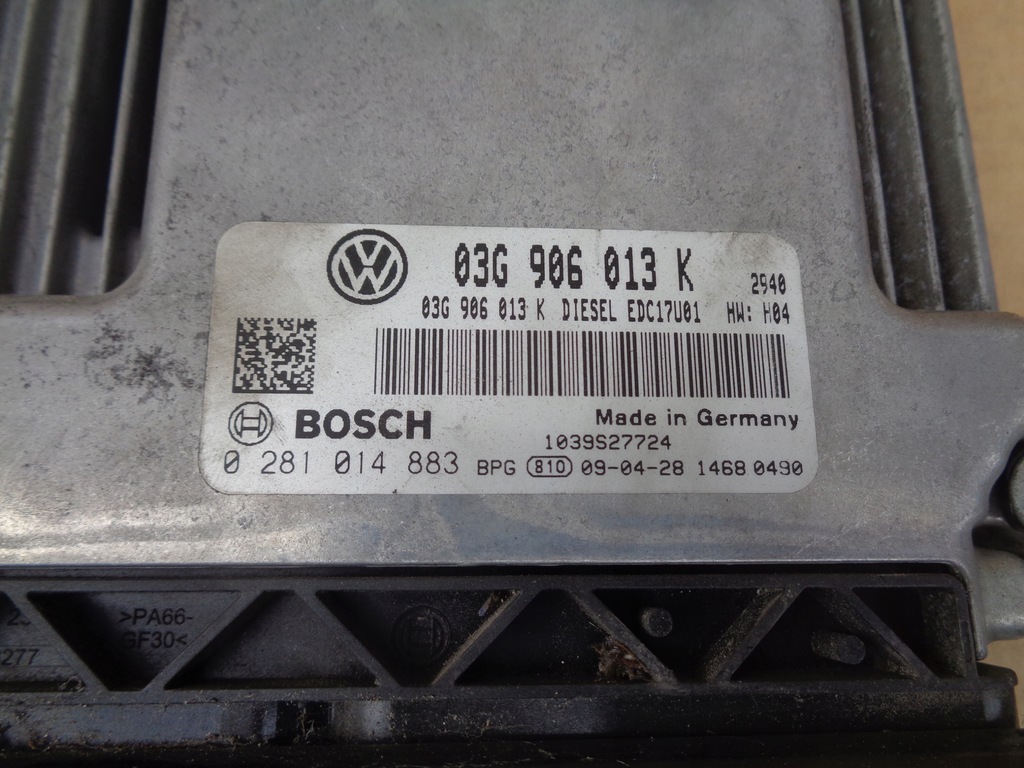 03G 906 013 K 2940
03G 906 013 K DIESEL EDC17U01 HW: H04
BOSCH Made in Germany
1039S27724
0 281 014 883 BPG 810 09-04-28 1468 0490
>PA66-
GF30<